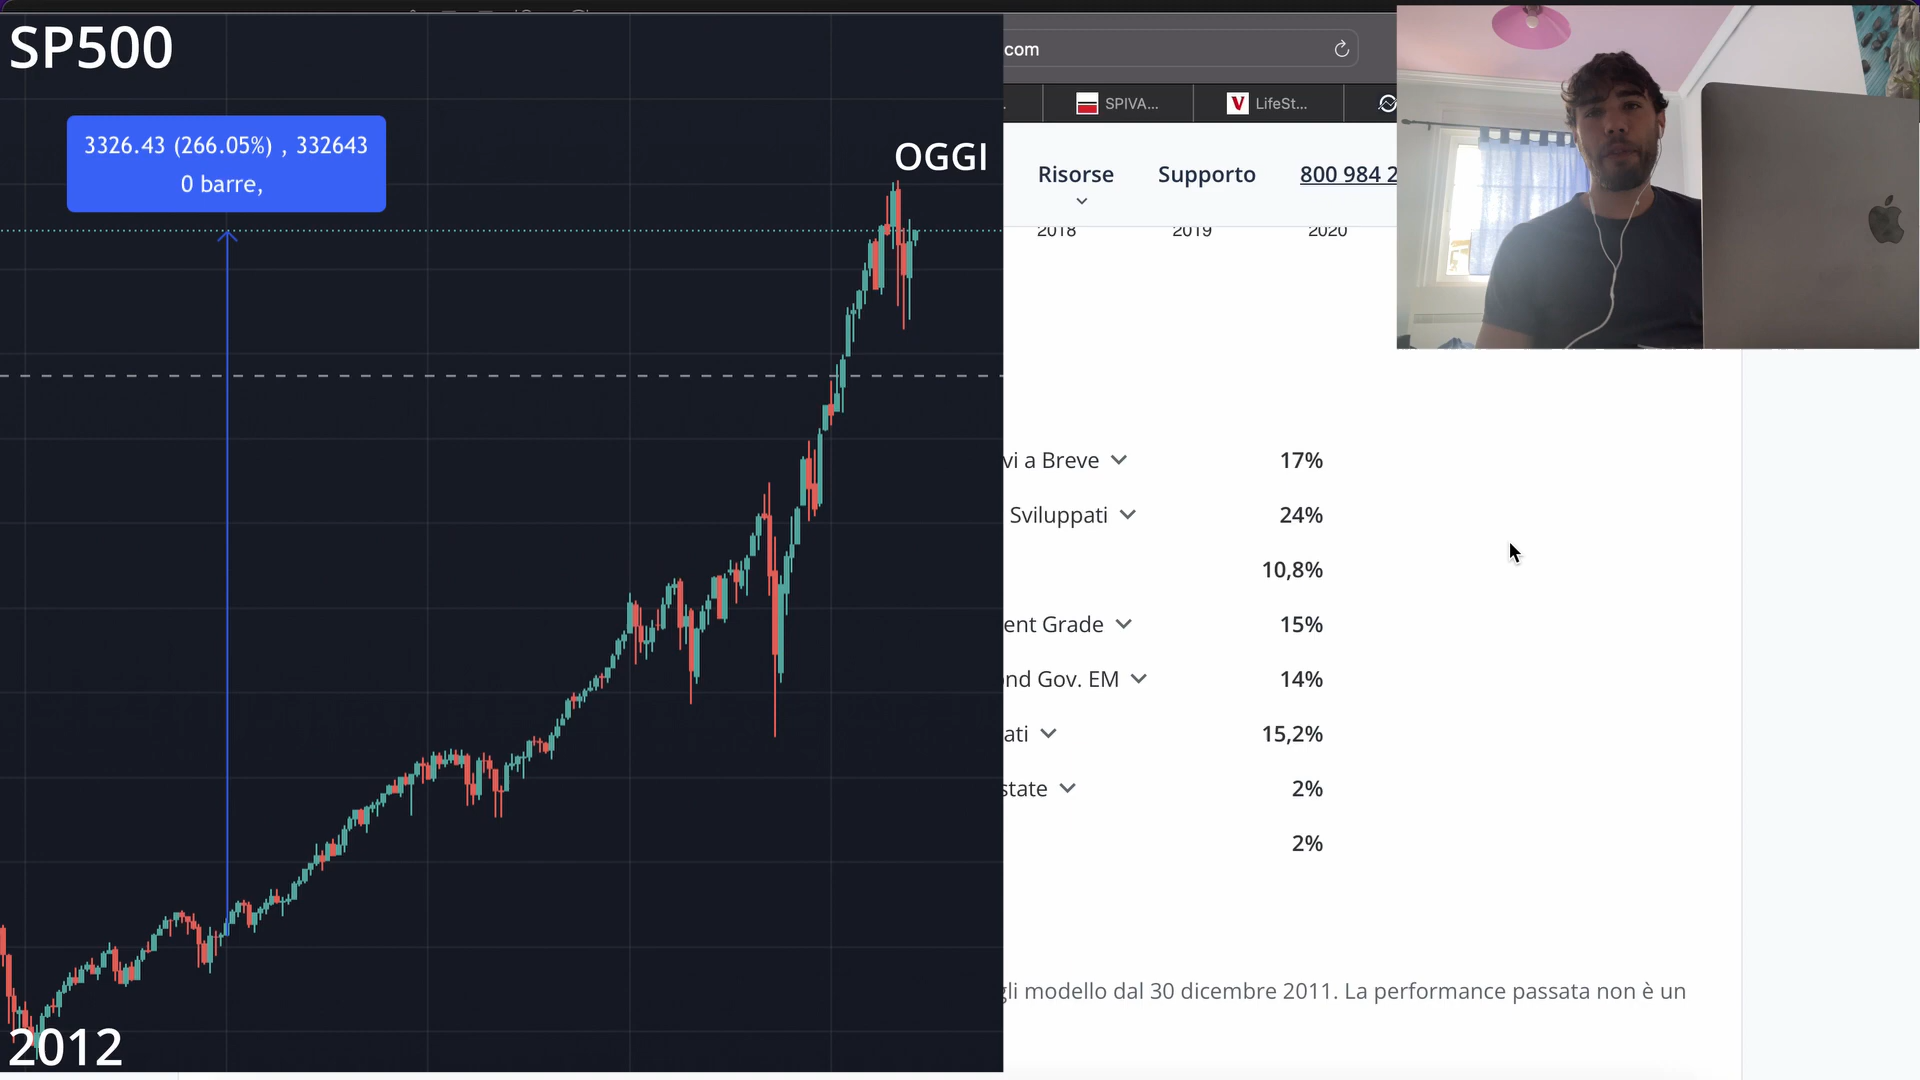 SP500
3326.43 (266.05%) , 332643
0 barre,
OGGI
2012
com
SPIVA...
LifeSt...
Risorse
Supporto
800 984 2
2018
2019
2020
vi a Breve
17%
Sviluppati
24%
10,8%
ent Grade
15%
nd Gov. EM
14%
ati
15,2%
state
2%
2%
gli modello dal 30 dicembre 2011. La performance passata non è un